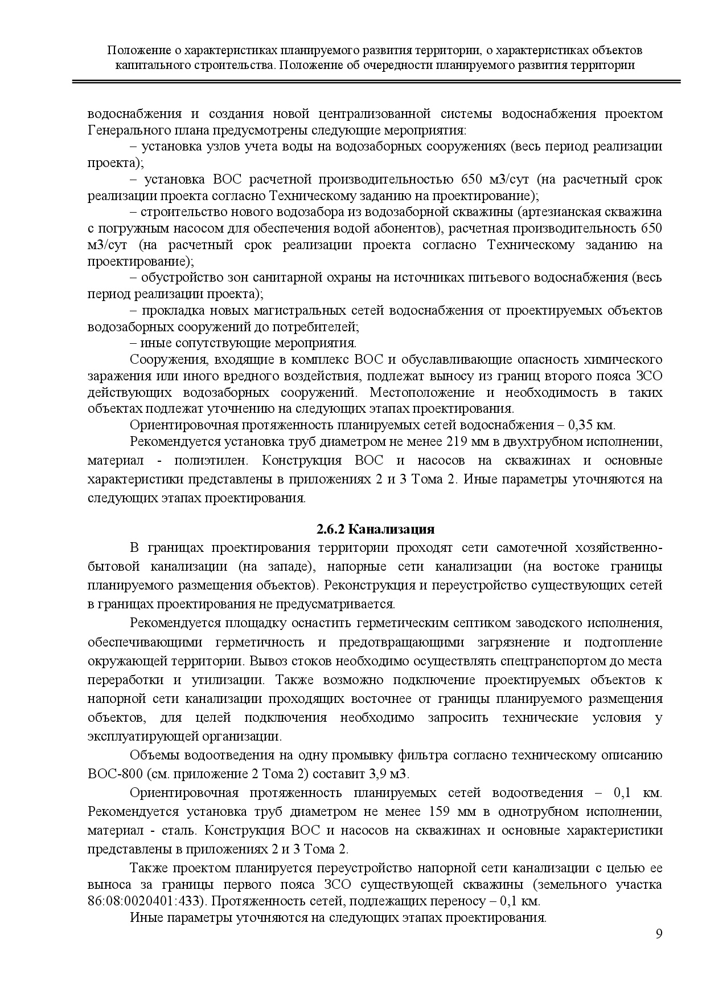 Положение о характеристиках планируемого развития территории, о характеристиках объектов
капитального строительства. Положение об очередности планируемого развития территории
водоснабжения и создания новой централизованной системы водоснабжения проектом
Генерального плана предусмотрены следующие мероприятия:
– установка узлов учета воды на водозаборных сооружениях (весь период реализации
проекта);
– установка ВОС расчетной производительностью 650 м3/сут (на расчетный срок
реализации проекта согласно Техническому заданию на проектирование);
– строительство нового водозабора из водозаборной скважины (артезианская скважина
с погружным насосом для обеспечения водой абонентов), расчетная производительность 650
м3/сут (на расчетный срок реализации проекта согласно Техническому заданию на
проектирование);
– обустройство зон санитарной охраны на источниках питьевого водоснабжения (весь
период реализации проекта);
– прокладка новых магистральных сетей водоснабжения от проектируемых объектов
водозаборных сооружений до потребителей;
– иные сопутствующие мероприятия.
Сооружения, входящие в комплекс ВОС и обуславливающие опасность химического
заражения или иного вредного воздействия, подлежат выносу из границ второго пояса ЗСО
действующих водозаборных сооружений. Местоположение и необходимость в таких
объектах подлежат уточнению на следующих этапах проектирования.
Ориентировочная протяженность планируемых сетей водоснабжения – 0,35 км.
Рекомендуется установка труб диаметром не менее 219 мм в двухтрубном исполнении,
материал - полиэтилен. Конструкция ВОС и насосов на скважинах и основные
характеристики представлены в приложениях 2 и 3 Тома 2. Иные параметры уточняются на
следующих этапах проектирования.
2.6.2 Канализация
В границах проектирования территории проходят сети самотечной хозяйственно-
бытовой канализации (на западе), напорные сети канализации (на востоке границы
планируемого размещения объектов). Реконструкция и переустройство существующих сетей
в границах проектирования не предусматривается.
Рекомендуется площадку оснастить герметическим септиком заводского исполнения,
обеспечивающими герметичность и предотвращающими загрязнение и подтопление
окружающей территории. Вывоз стоков необходимо осуществлять спецтранспортом до места
переработки и утилизации. Также возможно подключение проектируемых объектов к
напорной сети канализации проходящих восточнее от границы планируемого размещения
объектов, для целей подключения необходимо запросить технические условия у
эксплуатирующей организации.
Объемы водоотведения на одну промывку фильтра согласно техническому описанию
ВОС-800 (см. приложение 2 Тома 2) составит 3,9 м3.
Ориентировочная протяженность планируемых сетей водоотведения – 0,1 км.
Рекомендуется установка труб диаметром не менее 159 мм в однотрубном исполнении,
материал - сталь. Конструкция ВОС и насосов на скважинах и основные характеристики
представлены в приложениях 2 и 3 Тома 2.
Также проектом планируется переустройство напорной сети канализации с целью ее
выноса за границы первого пояса ЗСО существующей скважины (земельного участка
86:08:0020401:433). Протяженность сетей, подлежащих переносу – 0,1 км.
Иные параметры уточняются на следующих этапах проектирования.
9